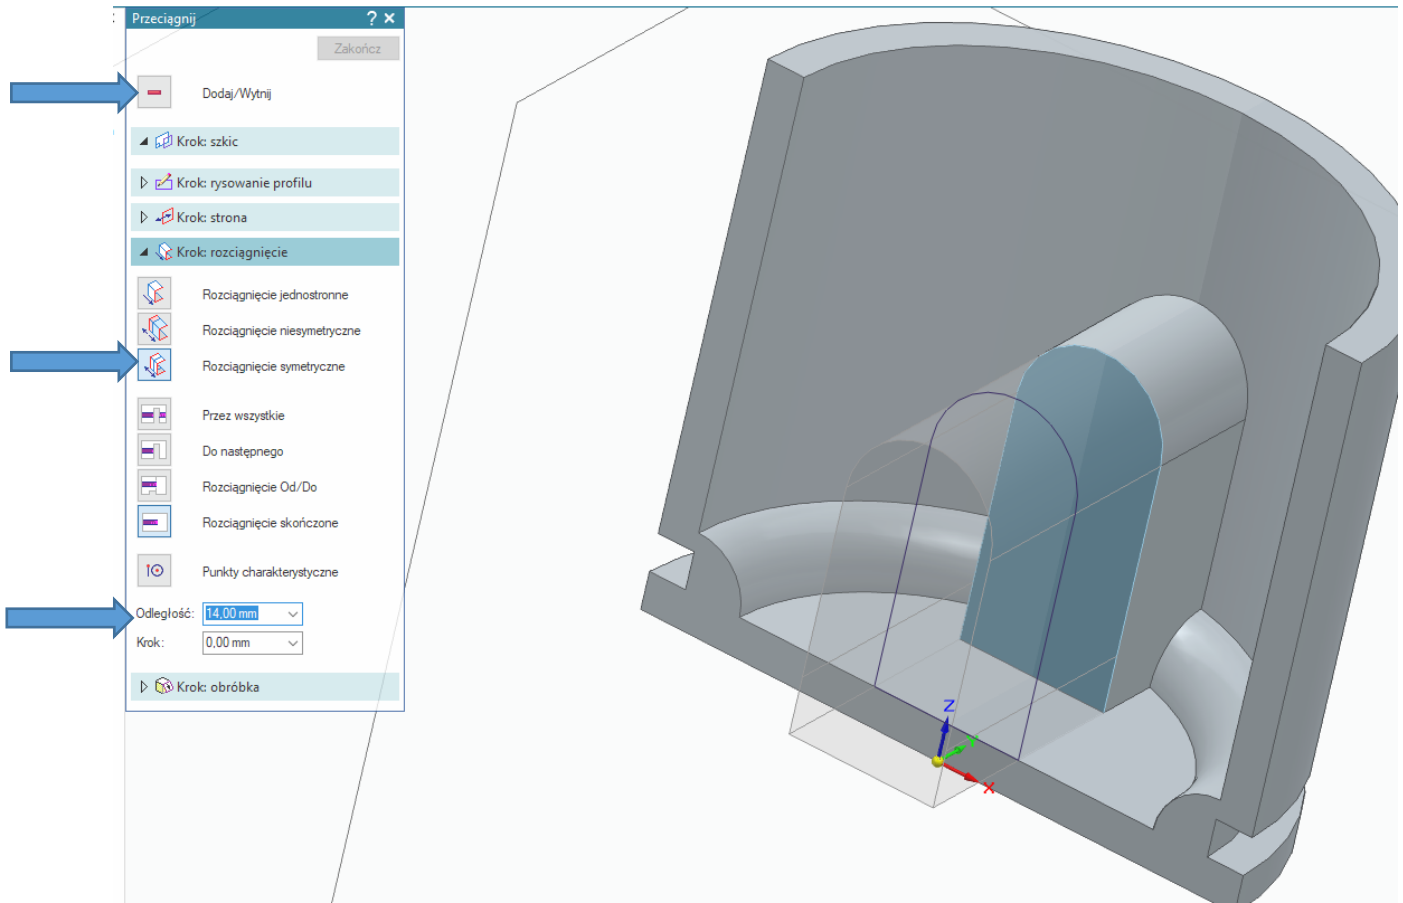 Przeciągnij
Zakończ
Dodaj/Wytnij
Krok: szkic
Krok: rysowanie profilu
Krok: strona
Krok: rozciągnięcie
Rozciągnięcie jednostronne
Rozciągnięcie niesymetryczne
Rozciągnięcie symetryczne
Przez wszystkie
Do następnego
Rozciągnięcie Od/Do
Rozciągnięcie skończone
Punkty charakterystyczne
Odległość: 14,00 mm
Krok: 0,00 mm
Krok: obróbka
Z
Y
X